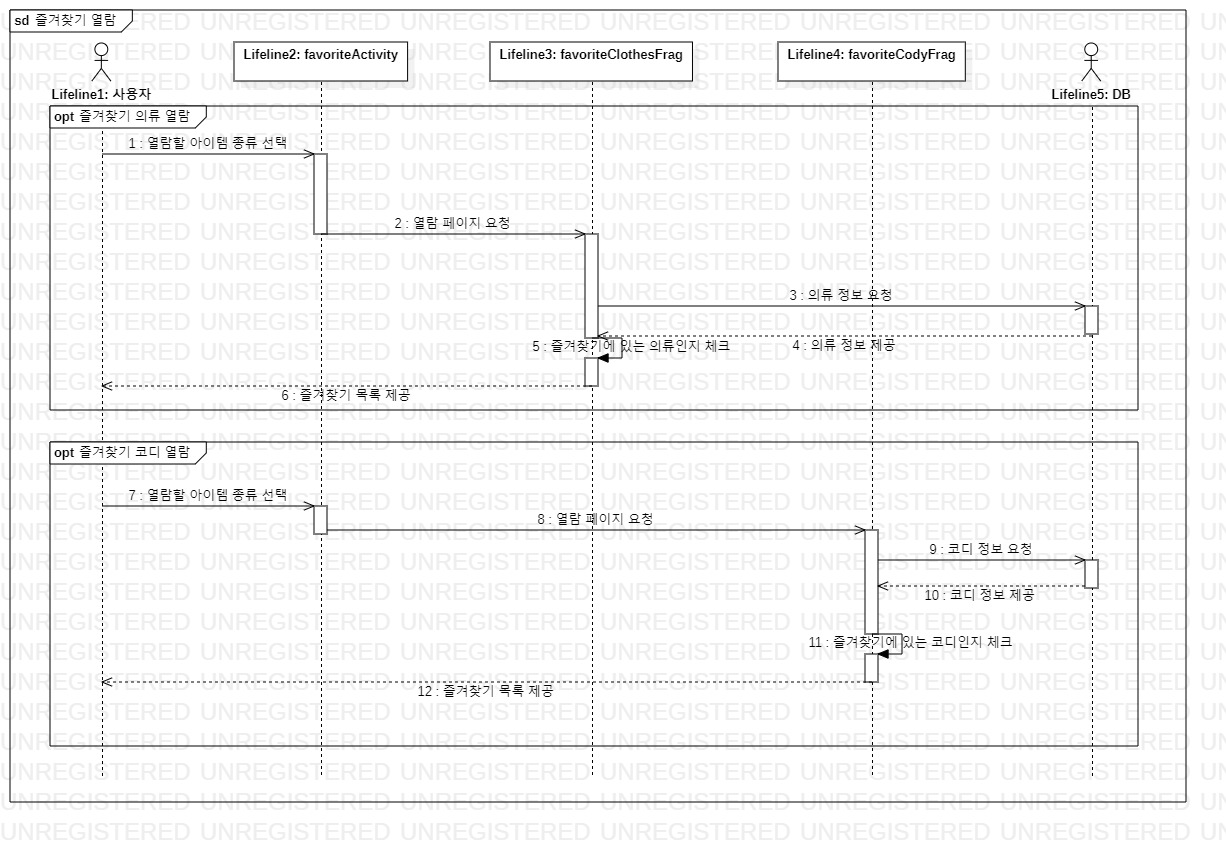 sd 즐겨찾기 열람
Lifeline1: 사용자
Lifeline2: favoriteActivity
Lifeline3: favoriteClothesFrag
Lifeline4: favoriteCodyFrag
Lifeline5: DB
opt 즐겨찾기 의류 열람
1 : 열람할 아이템 종류 선택
2 : 열람 페이지 요청
3 : 의류 정보 요청
4 : 의류 정보 제공
5 : 즐겨찾기에 있는 의류인지 체크
6 : 즐겨찾기 목록 제공
opt 즐겨찾기 코디 열람
7 : 열람할 아이템 종류 선택
8 : 열람 페이지 요청
9 : 코디 정보 요청
10 : 코디 정보 제공
11 : 즐겨찾기에 있는 코디인지 체크
12 : 즐겨찾기 목록 제공
UNREGISTERED